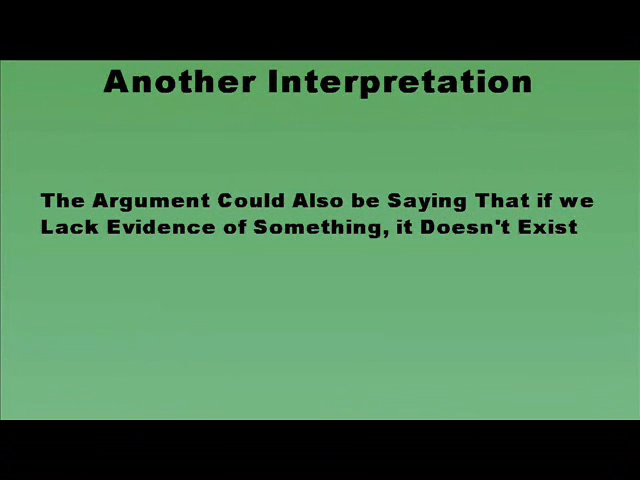 Another Interpretation
The Argument Could Also be Saying That if we
Lack Evidence of Something, it Doesn't Exist